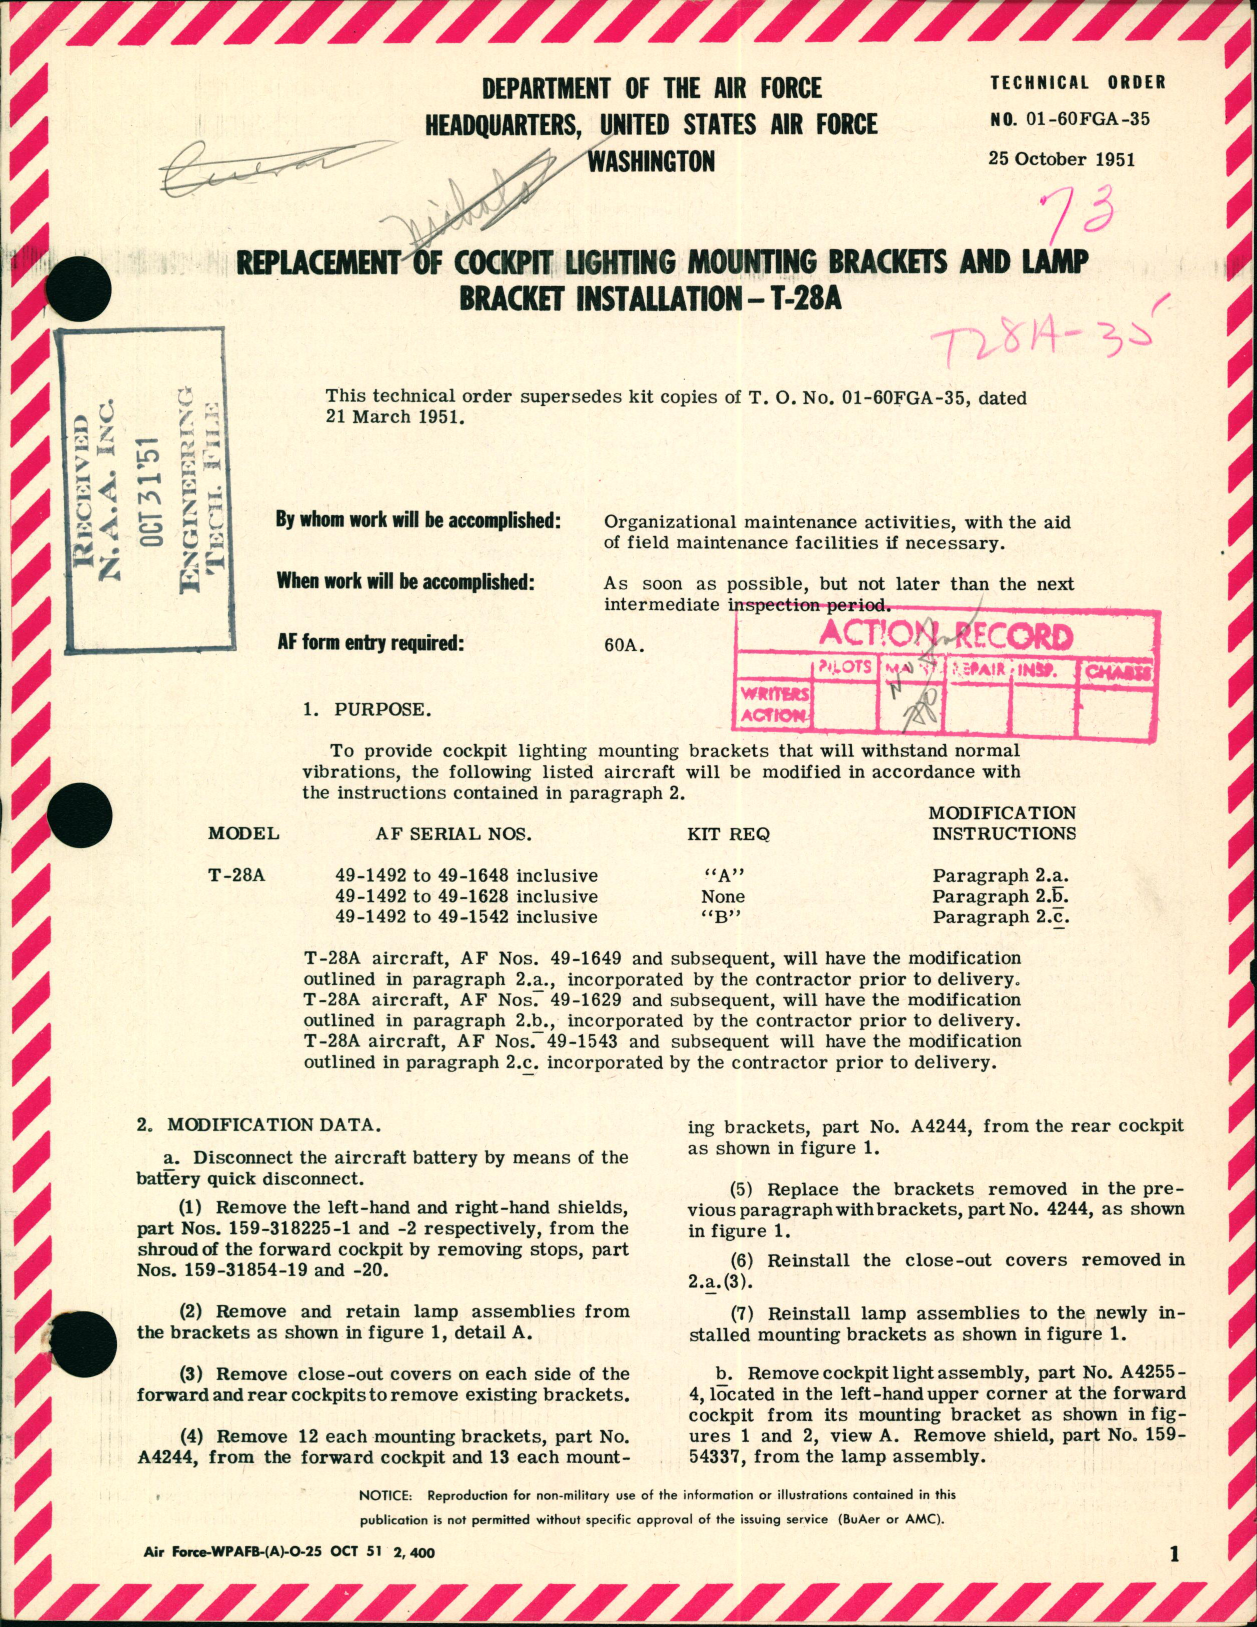 DEPARTMENT OF THE AIR FORCE
HEADQUARTERS, UNITED STATES AIR FORCE
WASHINGTON
TECHNICAL ORDER
NO. 01-60FGA-35
25 October 1951
Nichols
73
REPLACEMENT OF COCKPIT LIGHTING MOUNTING BRACKETS AND LAMP
BRACKET INSTALLATION – T-28A
T28A-35
RECEIVED
N.A.A. INC.
OCT 31 '51
ENGINEERING
TECH. FILE
This technical order supersedes kit copies of T. O. No. 01-60FGA-35, dated
21 March 1951.
By whom work will be accomplished: Organizational maintenance activities, with the aid
of field maintenance facilities if necessary.
When work will be accomplished: As soon as possible, but not later than the next
intermediate inspection period.
AF form entry required: 60A.
ACTION RECORD
PILOTS MAINT. REPAIR INSP. CHARTS
WRITERS
ACTION
1. PURPOSE.
To provide cockpit lighting mounting brackets that will withstand normal
vibrations, the following listed aircraft will be modified in accordance with
the instructions contained in paragraph 2.
MODEL AF SERIAL NOS. KIT REQ MODIFICATION
INSTRUCTIONS
T-28A 49-1492 to 49-1648 inclusive "A" Paragraph 2.a.
49-1492 to 49-1628 inclusive None Paragraph 2.b.
49-1492 to 49-1542 inclusive "B" Paragraph 2.c.
T-28A aircraft, AF Nos. 49-1649 and subsequent, will have the modification
outlined in paragraph 2.a., incorporated by the contractor prior to delivery.
T-28A aircraft, AF Nos. 49-1629 and subsequent, will have the modification
outlined in paragraph 2.b., incorporated by the contractor prior to delivery.
T-28A aircraft, AF Nos. 49-1543 and subsequent will have the modification
outlined in paragraph 2.c. incorporated by the contractor prior to delivery.
2. MODIFICATION DATA.
a. Disconnect the aircraft battery by means of the
battery quick disconnect.
(1) Remove the left-hand and right-hand shields,
part Nos. 159-318225-1 and -2 respectively, from the
shroud of the forward cockpit by removing stops, part
Nos. 159-31854-19 and -20.
(2) Remove and retain lamp assemblies from
the brackets as shown in figure 1, detail A.
(3) Remove close-out covers on each side of the
forward and rear cockpits to remove existing brackets.
(4) Remove 12 each mounting brackets, part No.
A4244, from the forward cockpit and 13 each mount-
ing brackets, part No. A4244, from the rear cockpit
as shown in figure 1.
(5) Replace the brackets removed in the pre-
vious paragraph with brackets, part No. 4244, as shown
in figure 1.
(6) Reinstall the close-out covers removed in
2.a.(3).
(7) Reinstall lamp assemblies to the newly in-
stalled mounting brackets as shown in figure 1.
b. Remove cockpit light assembly, part No. A4255-
4, located in the left-hand upper corner at the forward
cockpit from its mounting bracket as shown in fig-
ures 1 and 2, view A. Remove shield, part No. 159-
54337, from the lamp assembly.
NOTICE: Reproduction for non-military use of the information or illustrations contained in this
publication is not permitted without specific approval of the issuing service (BuAer or AMC).
Air Force-WPAFB-(A)-O-25 OCT 51 2,400
1